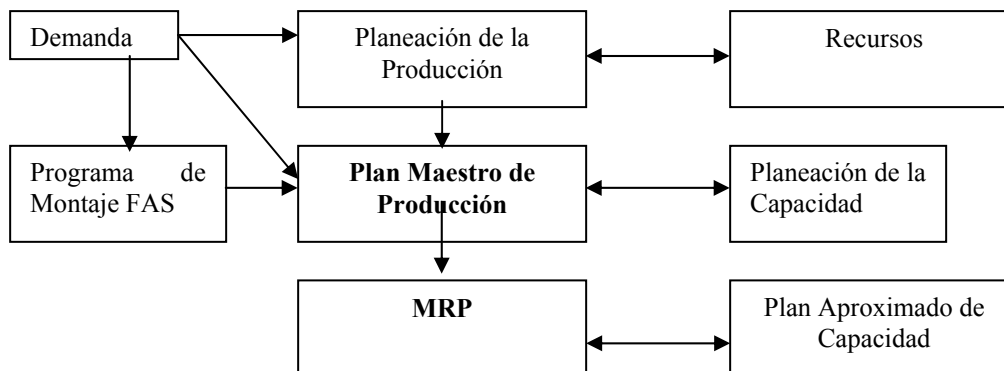 Demanda
Planeación de la
Producción
Recursos
Programa de
Montaje FAS
Plan Maestro de
Producción
Planeación de la
Capacidad
MRP
Plan Aproximado de
Capacidad